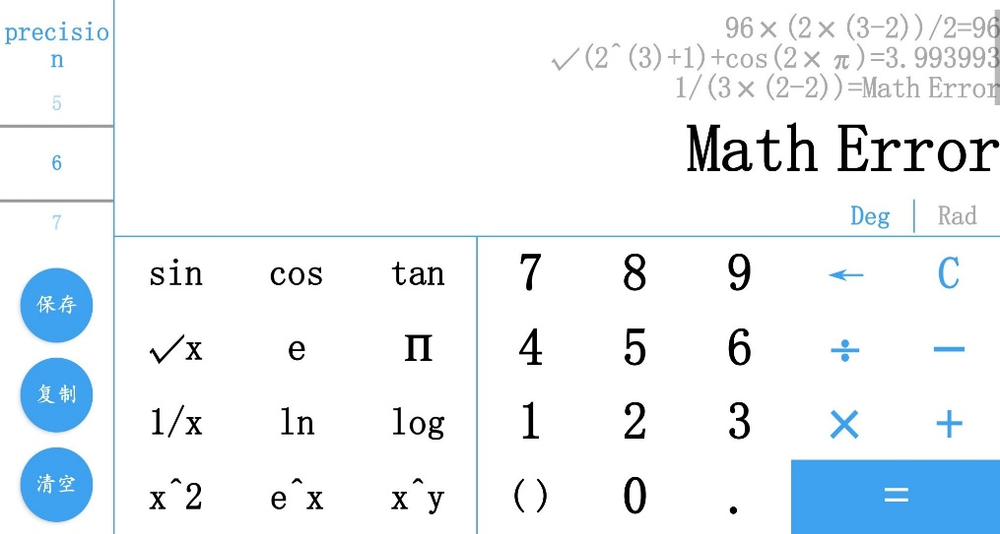 precisio
n
5
6
7
保存
复制
清空
96×(2×(3-2))/2=96
√(2^(3)+1)+cos(2×π)=3.993993
1/(3×(2-2))=Math Error
Math Error
Deg | Rad
sin cos tan 7 8 9 ← C
√x e Π 4 5 6 ÷ −
1/x ln log 1 2 3 × +
x^2 e^x x^y () 0 . =